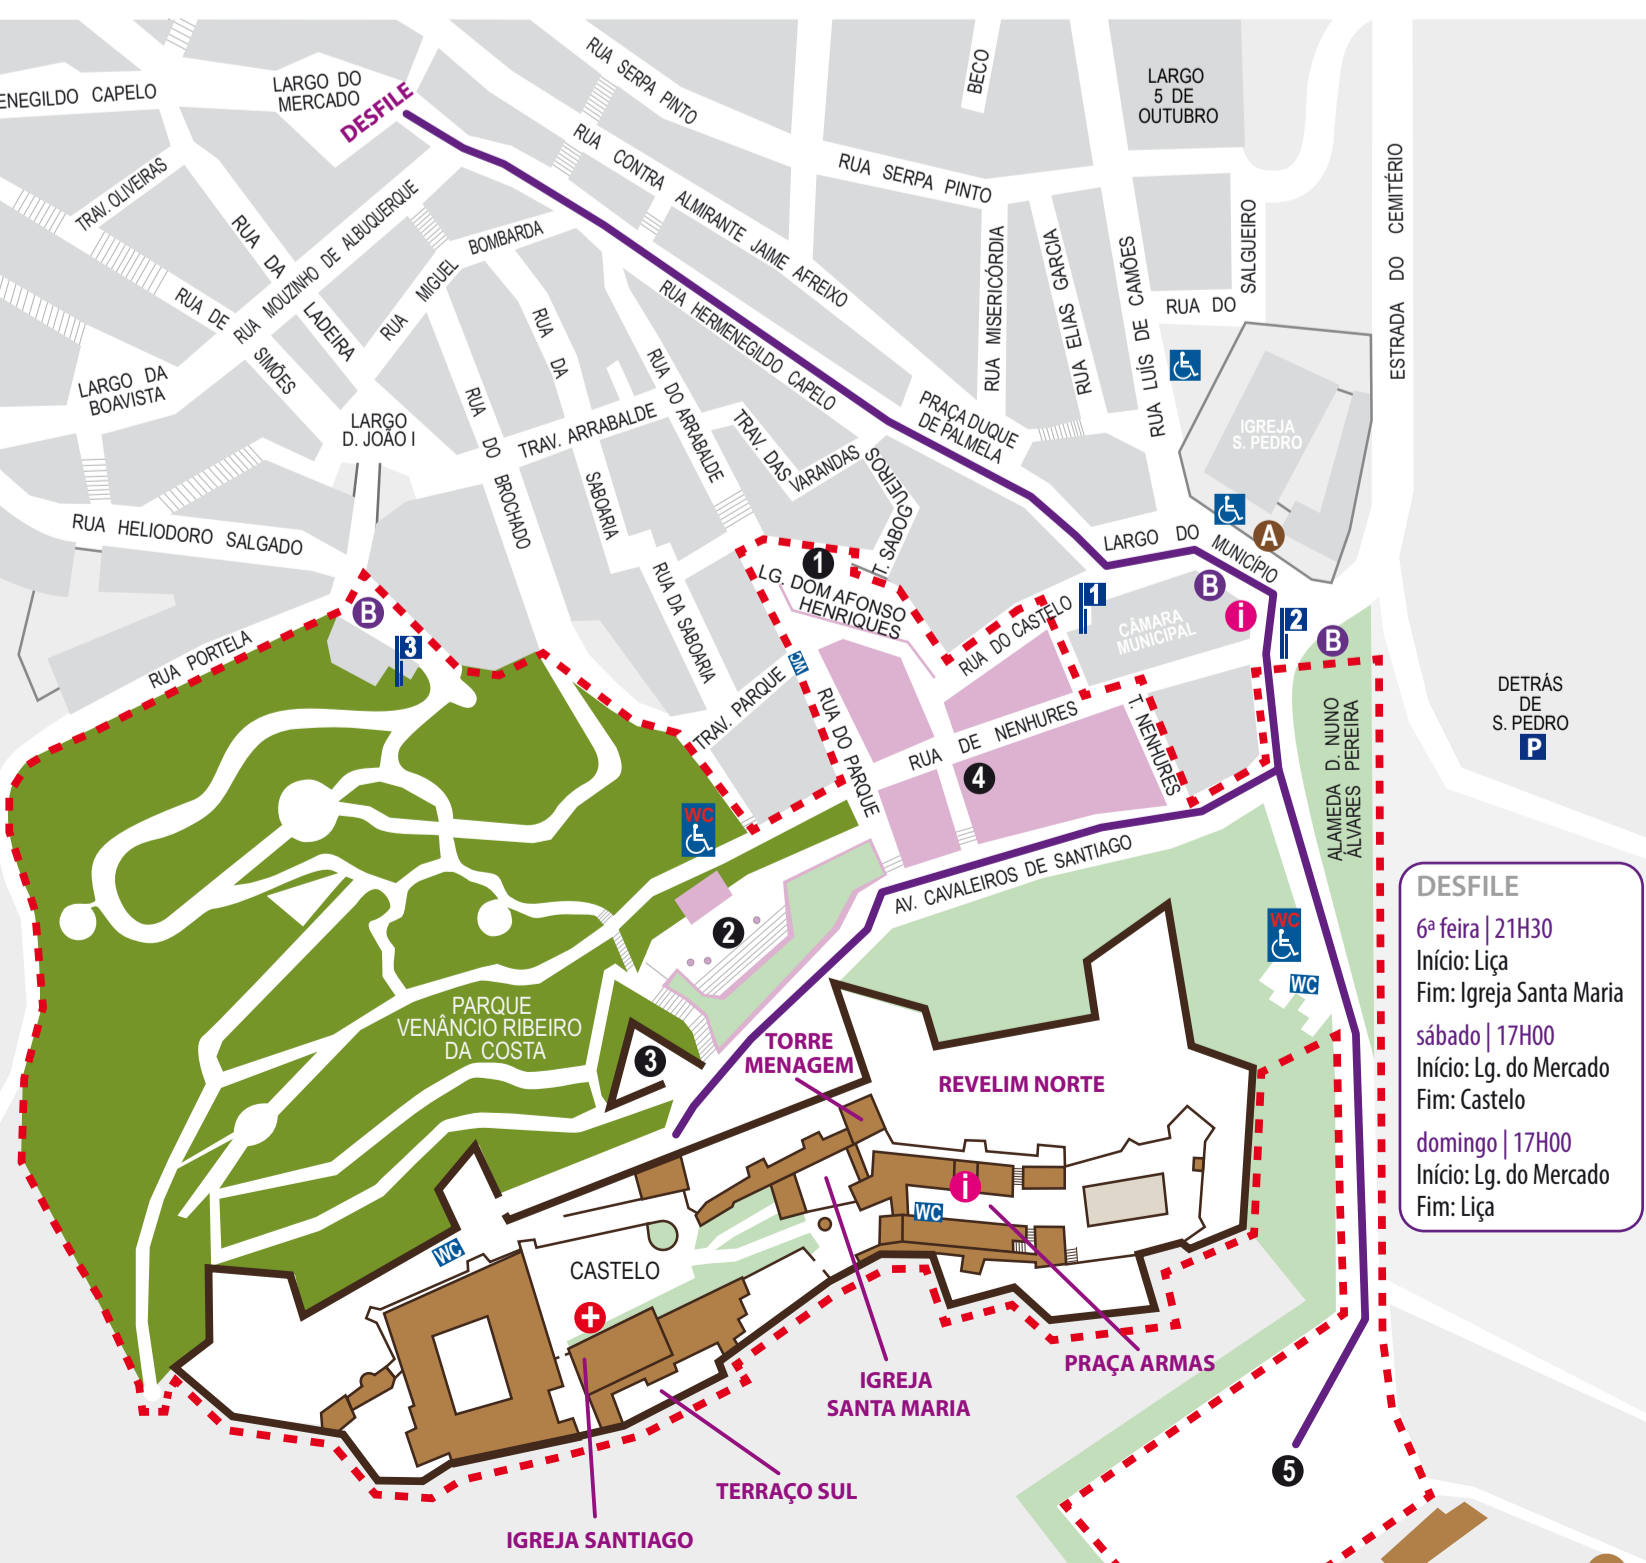 RUA SERPA PINTO
BECO
LARGO
5 DE
OUTUBRO
ENEGILDO CAPELO
LARGO DO
MERCADO
DESFILE
RUA CONTRA ALMIRANTE JAIME AFREIXO
RUA SERPA PINTO
ESTRADA DO CEMITÉRIO
TRAV. OLIVEIRAS
RUA DA LADEIRA
RUA MOUZINHO DE ALBUQUERQUE
RUA MIGUEL BOMBARDA
RUA DE SIMÕES
RUA HERMENEGILDO CAPELO
RUA MISERICÓRDIA
RUA ELIAS GARCIA
RUA LUÍS DE CAMÕES
RUA DO SALGUEIRO
LARGO DA
BOAVISTA
LARGO
D. JOÃO I
RUA DO BROCHADO
RUA DA SABOARIA
TRAV. ARRABALDE
RUA DO ARRABALDE
TRAV. DAS VARANDAS
T. SABOGUEIROS
PRAÇA DUQUE
DE PALMELA
IGREJA
S. PEDRO
LARGO DO MUNICÍPIO
A
RUA HELIODORO SALGADO
1
LG. DOM AFONSO
HENRIQUES
RUA DA SABOARIA
B
3
RUA PORTELA
RUA DO CASTELO
1
B
i
2
B
CÂMARA
MUNICIPAL
WC
TRAV. PARQUE
RUA DO PARQUE
RUA DE NENHURES
T. NENHURES
4
ALAMEDA D. NUNO
ÁLVARES PEREIRA
DETRÁS
DE
S. PEDRO
P
WC
AV. CAVALEIROS DE SANTIAGO
2
WC
WC
PARQUE
VENÂNCIO RIBEIRO
DA COSTA
3
TORRE
MENAGEM
REVELIM NORTE
DESFILE
6ª feira | 21H30
Início: Liça
Fim: Igreja Santa Maria
sábado | 17H00
Início: Lg. do Mercado
Fim: Castelo
domingo | 17H00
Início: Lg. do Mercado
Fim: Liça
i
WC
WC
CASTELO
PRAÇA ARMAS
IGREJA
SANTA MARIA
TERRAÇO SUL
IGREJA SANTIAGO
5